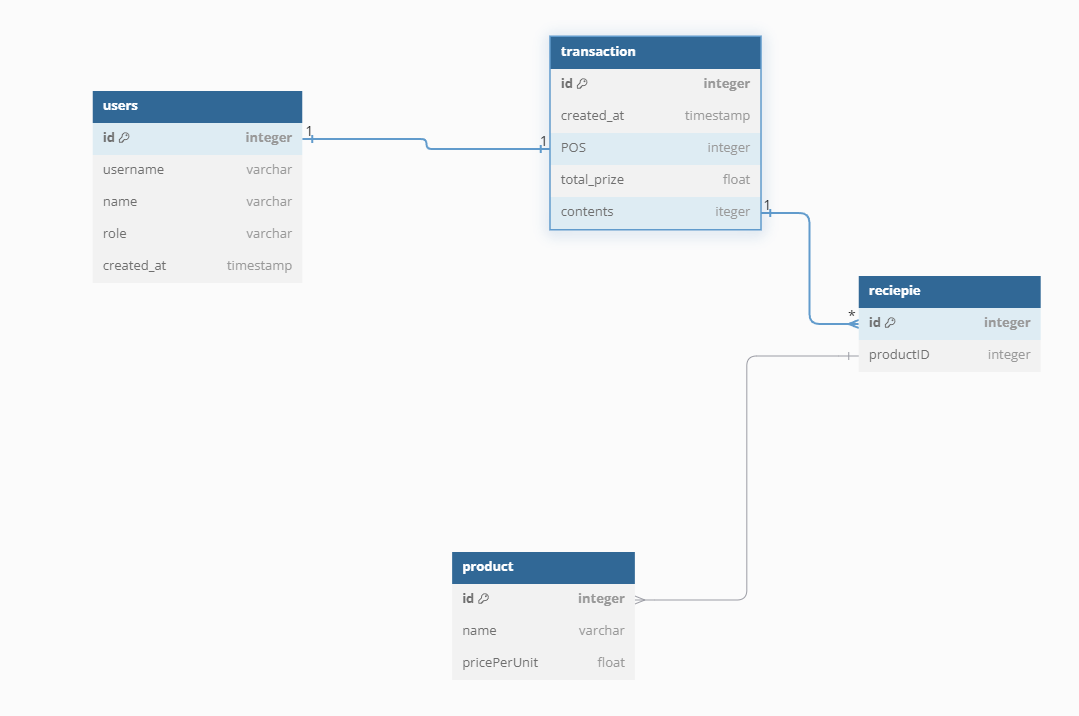 users
id integer
username varchar
name varchar
role varchar
created_at timestamp
1
1
transaction
id integer
created_at timestamp
POS integer
total_prize float
contents iteger
1
*
reciepie
id integer
productID integer
product
id integer
name varchar
pricePerUnit float